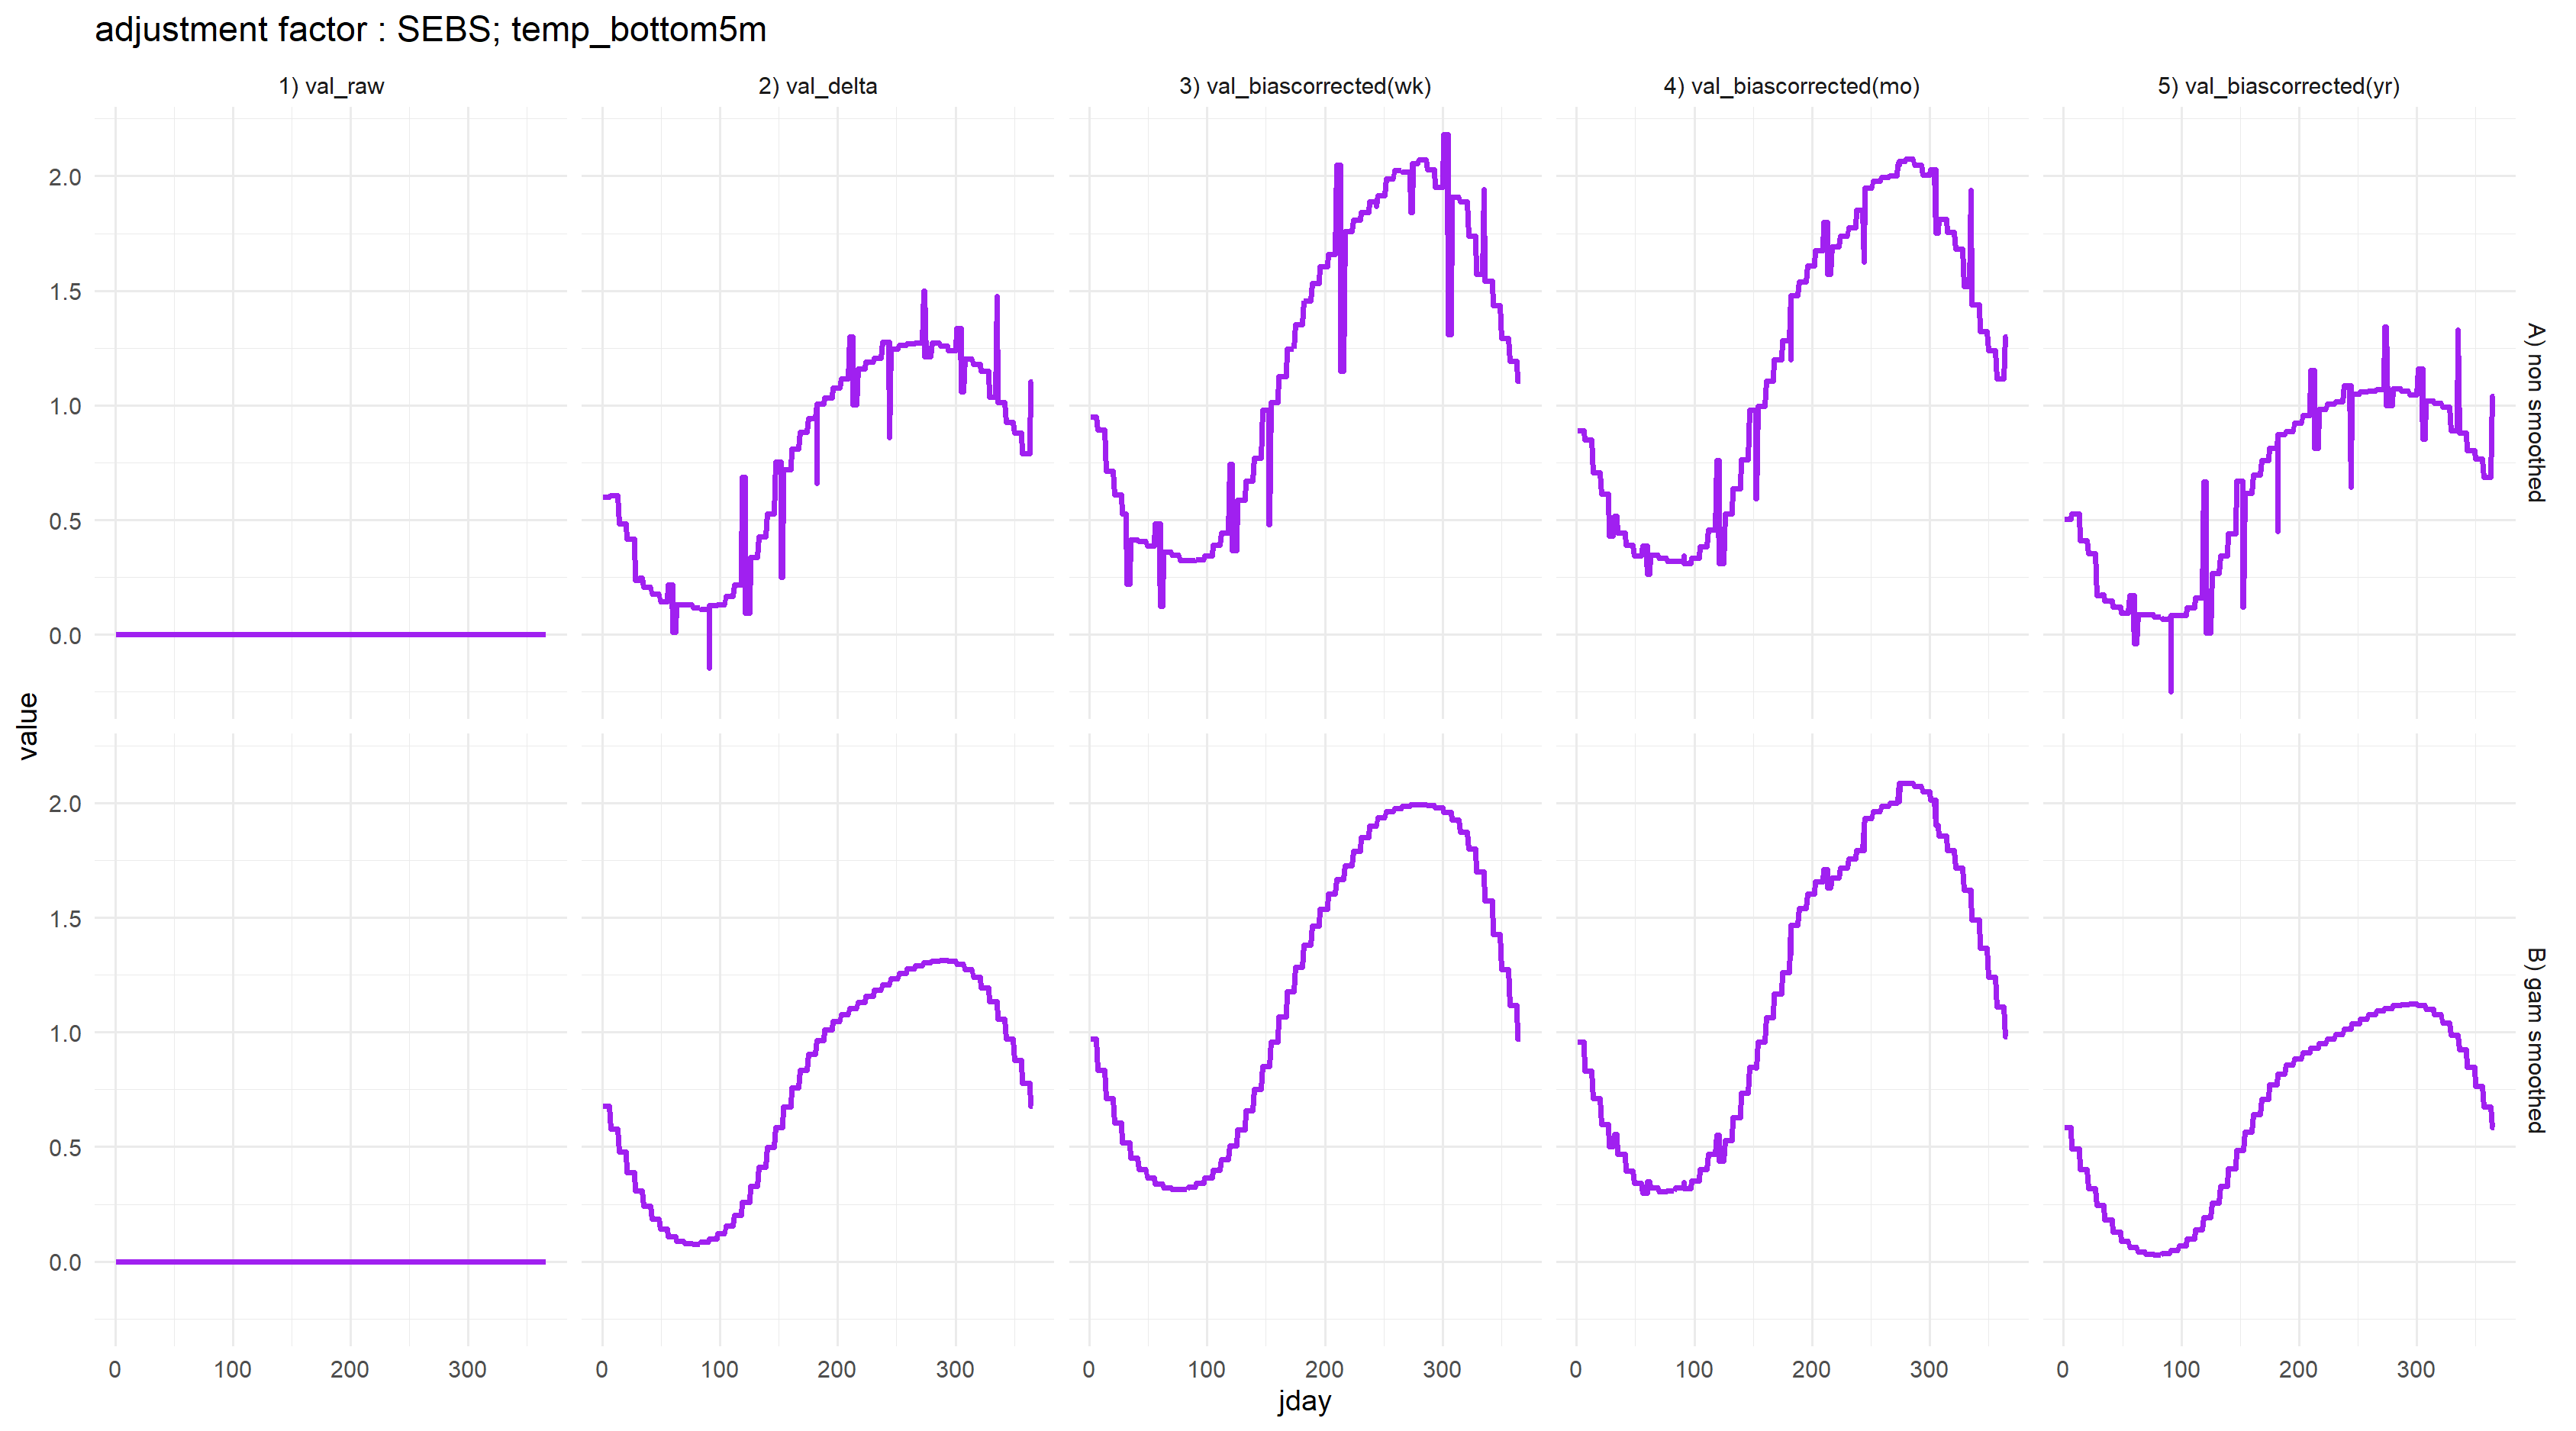 adjustment factor : SEBS; temp_bottom5m
1) val_raw
2) val_delta
3) val_biascorrected(wk)
4) val_biascorrected(mo)
5) val_biascorrected(yr)
2.0
1.5
1.0
0.5
0.0
A) non smoothed
value
2.0
1.5
1.0
0.5
0.0
B) gam smoothed
0 100 200 300
0 100 200 300
0 100 200 300
0 100 200 300
0 100 200 300
jday